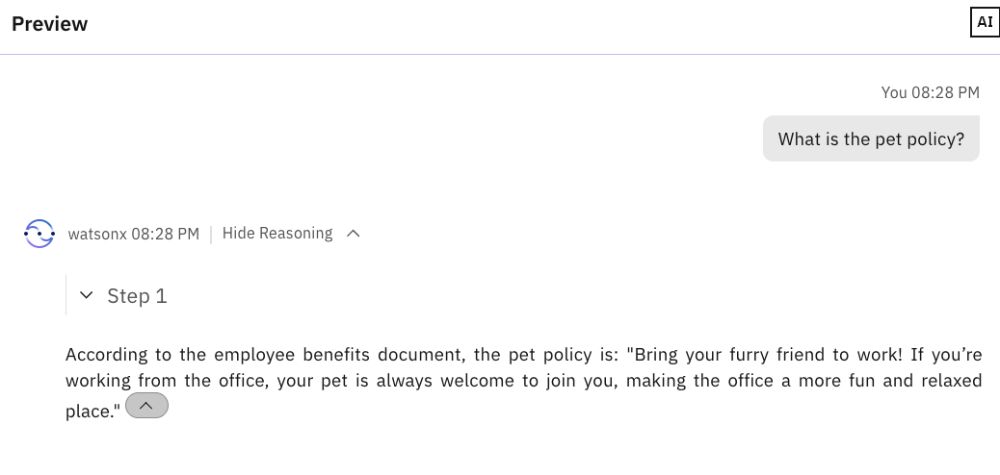 Preview
AI
You 08:28 PM
What is the pet policy?
watsonx 08:28 PM | Hide Reasoning
Step 1
According to the employee benefits document, the pet policy is: "Bring your furry friend to work! If you’re
working from the office, your pet is always welcome to join you, making the office a more fun and relaxed
place."